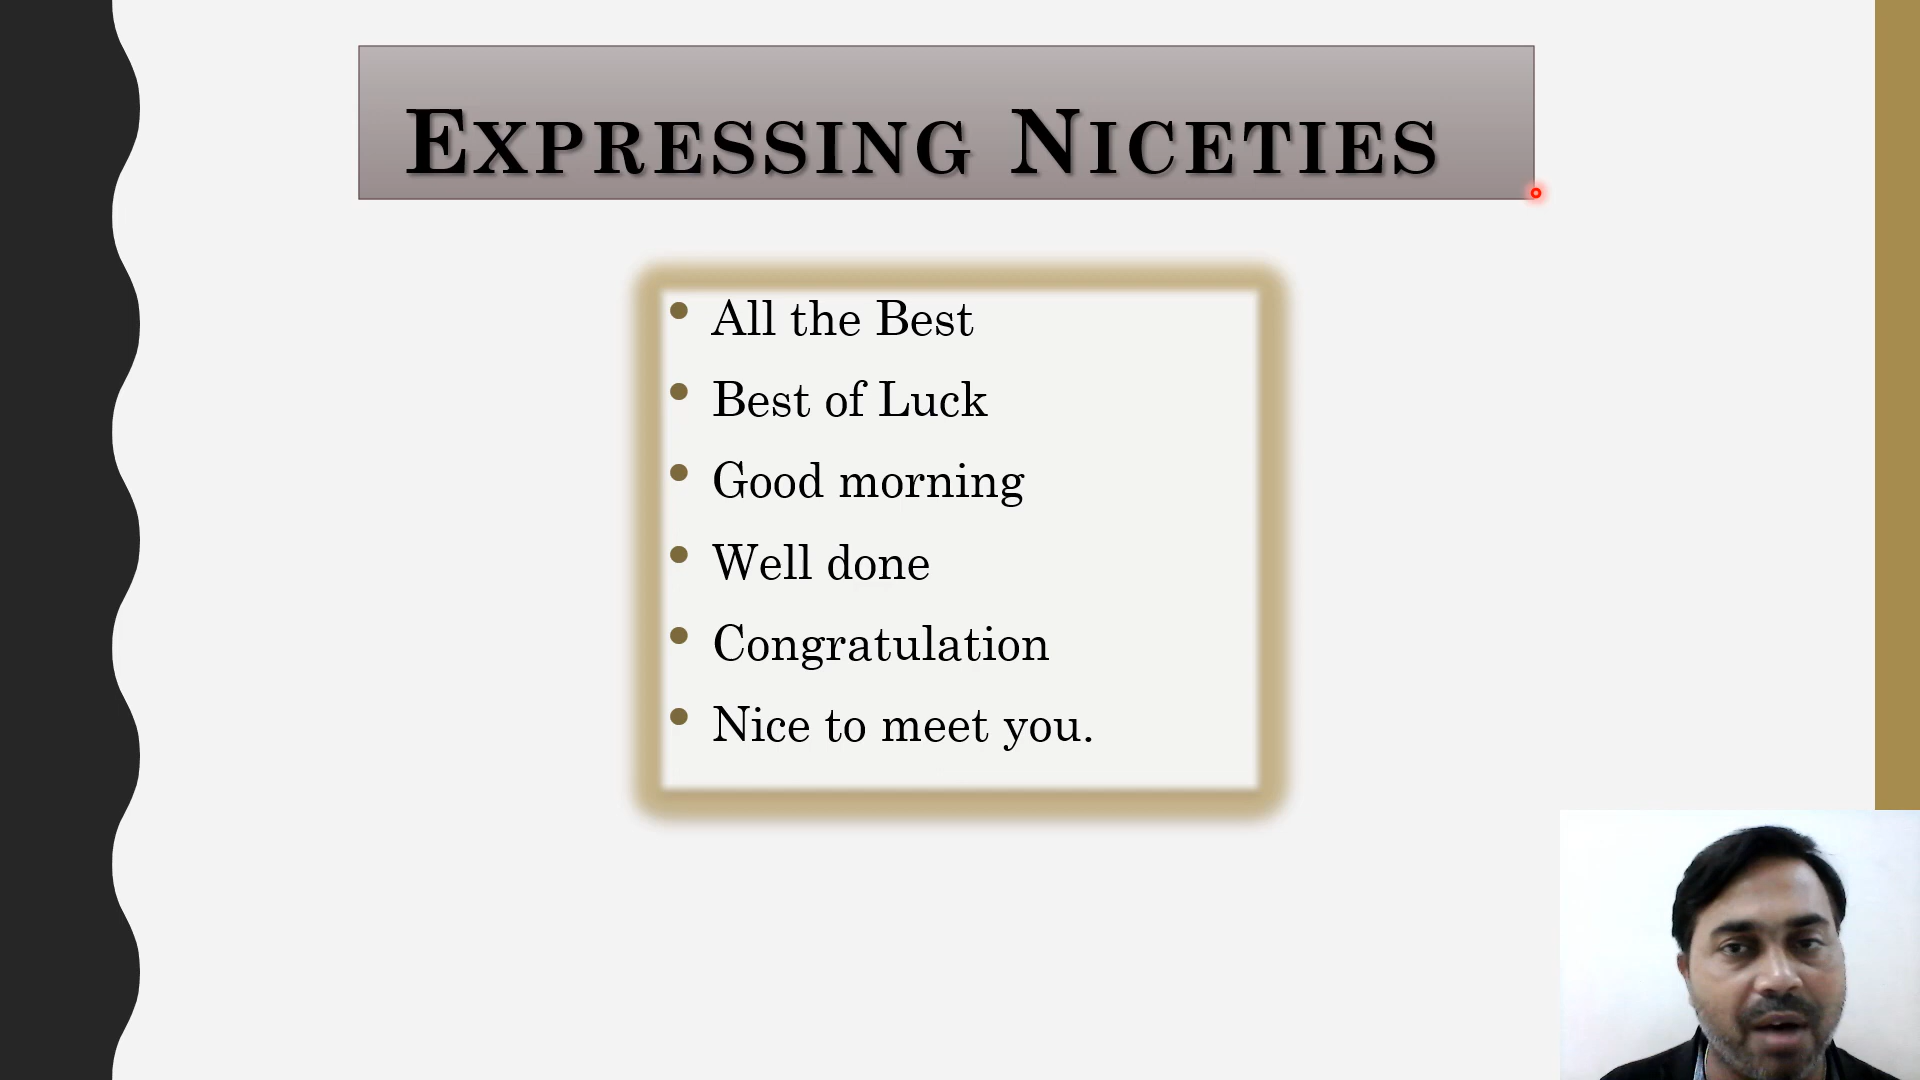 Expressing Niceties
• All the Best
• Best of Luck
• Good morning
• Well done
• Congratulation
• Nice to meet you.